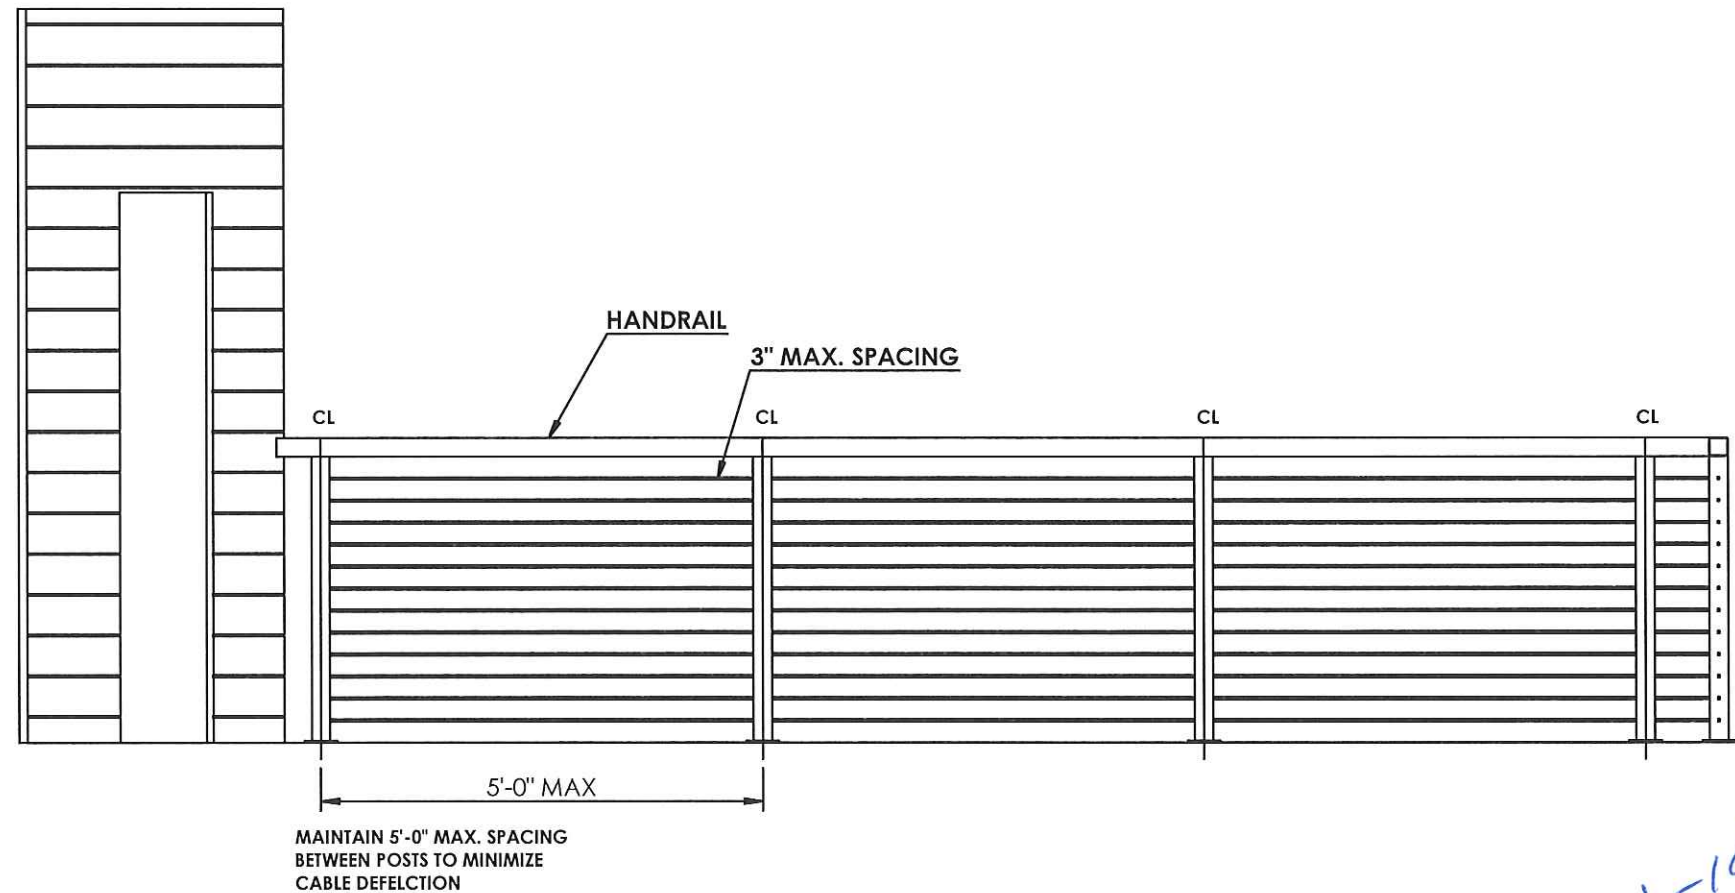 HANDRAIL
3" MAX. SPACING
CL CL CL CL
5'-0" MAX
MAINTAIN 5'-0" MAX. SPACING
BETWEEN POSTS TO MINIMIZE
CABLE DEFELCTION